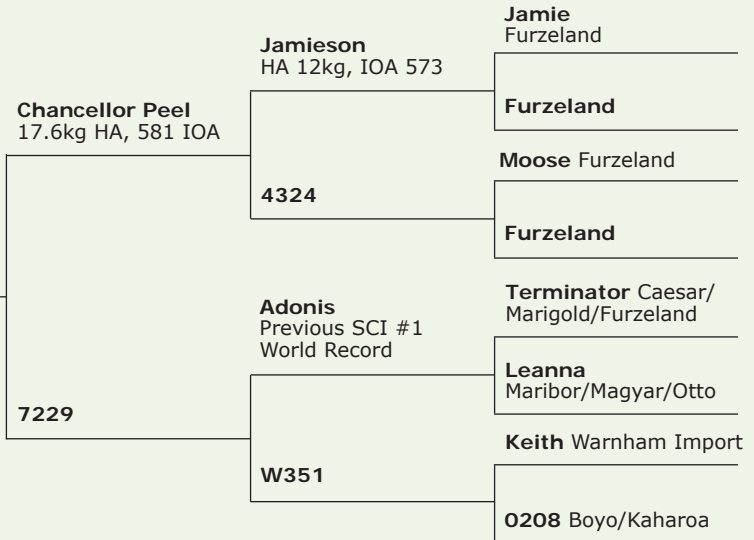 Chancellor Peel
17.6kg HA, 581 IOA
7229
Jamieson
HA 12kg, IOA 573
4324
Adonis
Previous SCI #1
World Record
W351
Jamie
Furzeland
Furzeland
Moose Furzeland
Furzeland
Terminator Caesar/
Marigold/Furzeland
Leanna
Maribor/Magyar/Otto
Keith Warnham Import
0208 Boyo/Kaharoa